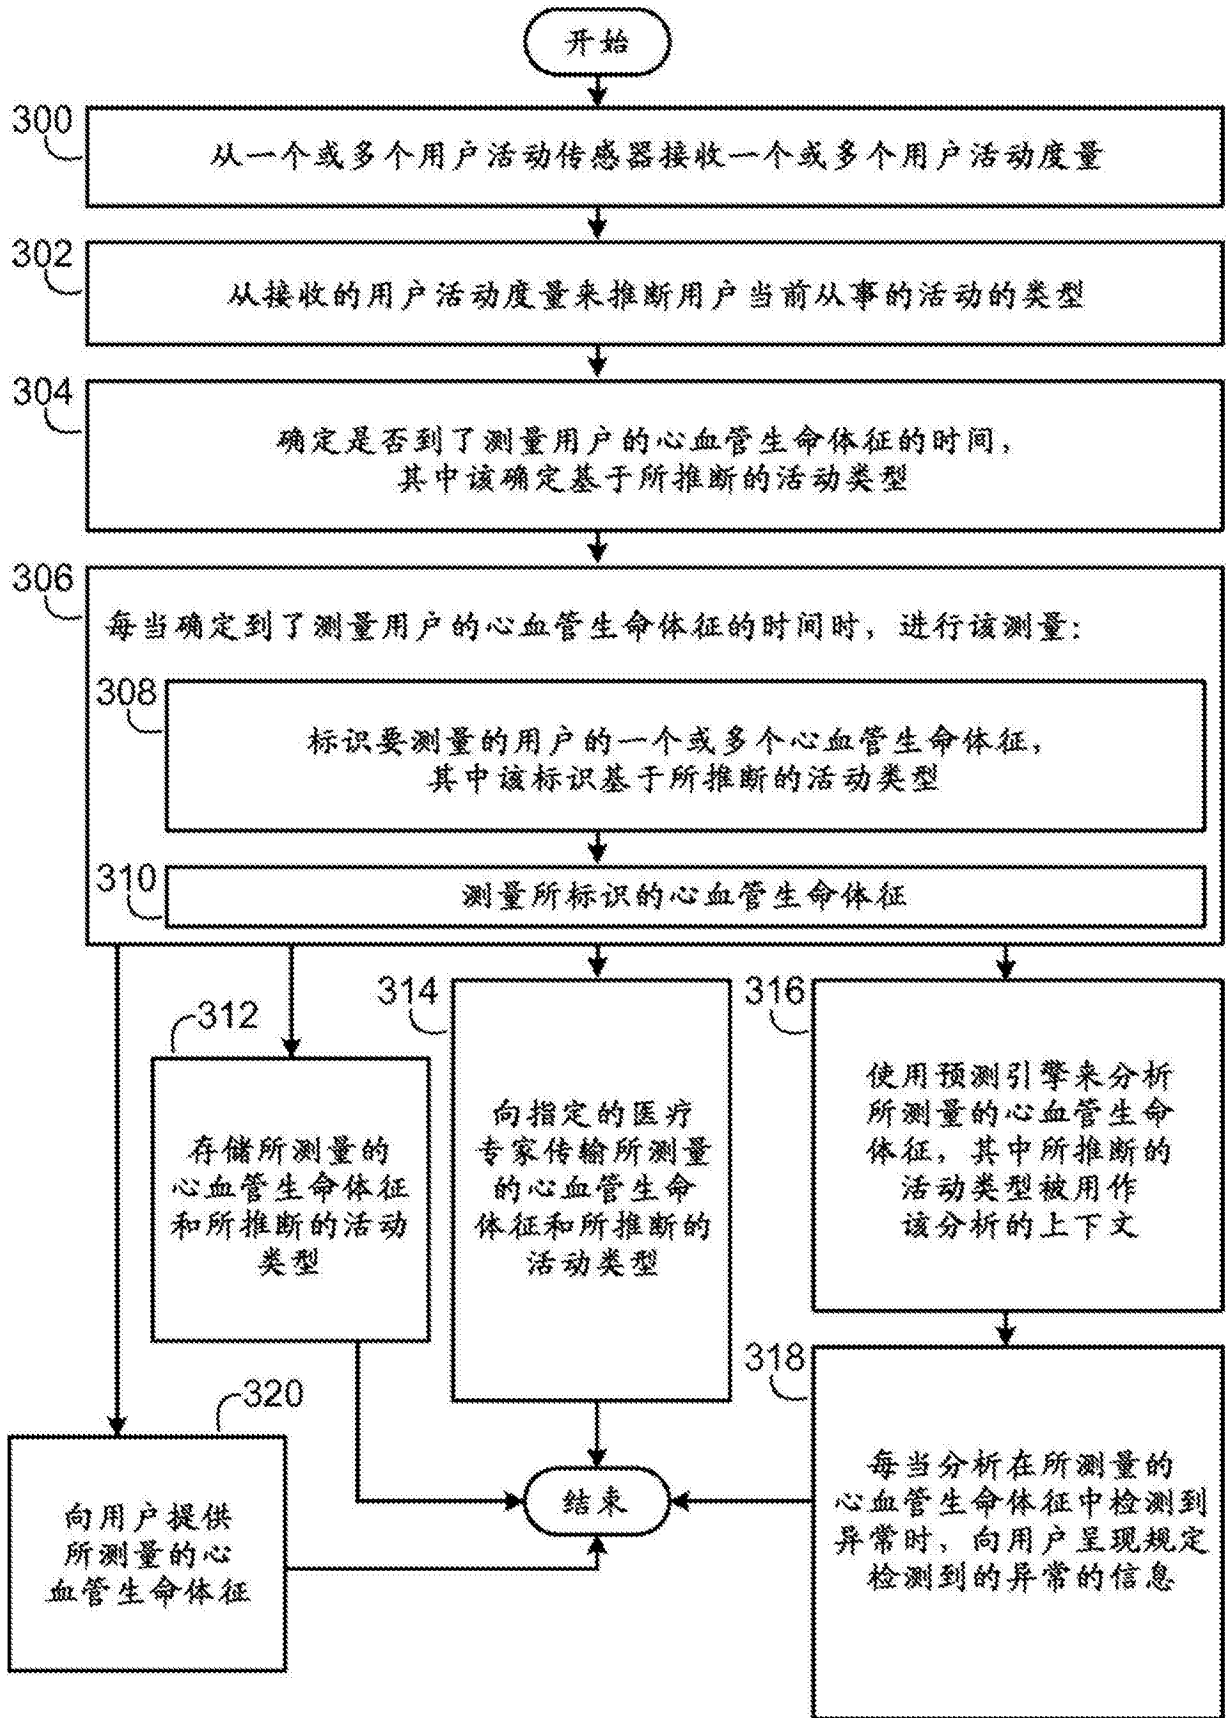 开始
300
从一个或多个用户活动传感器接收一个或多个用户活动度量
302
从接收的用户活动度量来推断用户当前从事的活动的类型
304
确定是否到了测量用户的心血管生命体征的时间，
其中该确定基于所推断的活动类型
306
每当确定到了测量用户的心血管生命体征的时间时，进行该测量：
308
标识要测量的用户的一个或多个心血管生命体征，
其中该标识基于所推断的活动类型
310
测量所标识的心血管生命体征
312
存储所测量的
心血管生命体征
和所推断的活动
类型
314
向指定的医疗
专家传输所测量
的心血管生命
体征和所推断的
活动类型
316
使用预测引擎来分析
所测量的心血管生命
体征，其中所推断的
活动类型被用作
该分析的上下文
318
每当分析在所测量的
心血管生命体征中检测到
异常时，向用户呈现规定
检测到的异常的信息
320
向用户提供
所测量的心
血管生命体征
结束